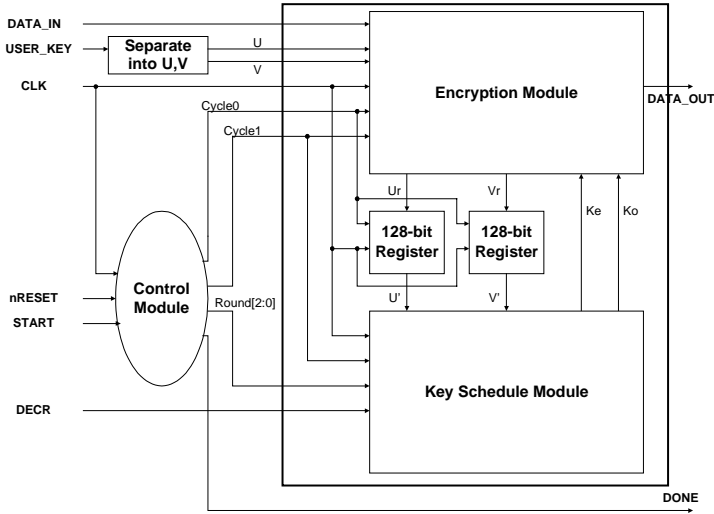 DATA_IN
USER_KEY
Separate
into U,V
U
V
CLK
Encryption Module
DATA_OUT
Cycle0
Cycle1
Ur
Vr
Ke
Ko
128-bit
Register
128-bit
Register
Control
Module
nRESET
START
Round[2:0]
U'
V'
Key Schedule Module
DECR
DONE